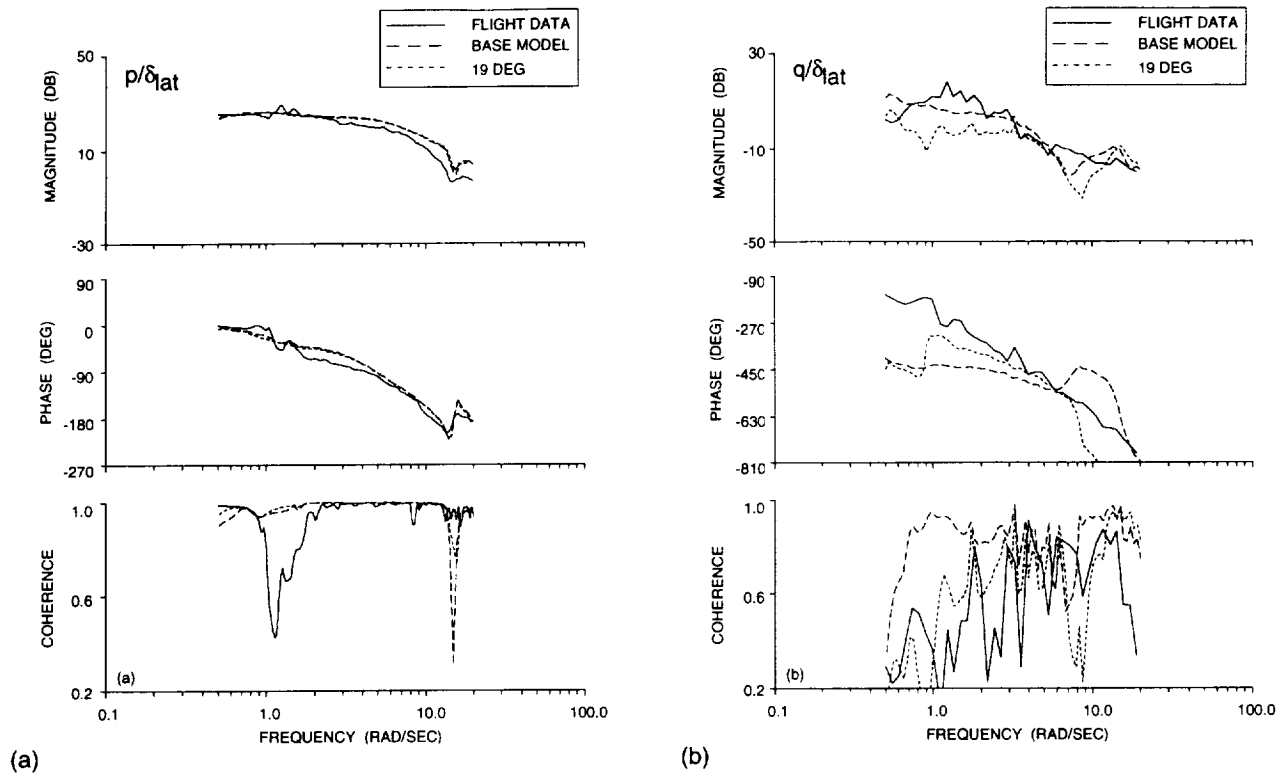 FLIGHT DATA
BASE MODEL
19 DEG
p/δlat
50
10
-30
MAGNITUDE (DB)
90
0
-90
-180
-270
PHASE (DEG)
1.0
0.6
0.2
COHERENCE
(a)
0.1 1.0 10.0 100.0
FREQUENCY (RAD/SEC)
(a)
FLIGHT DATA
BASE MODEL
19 DEG
q/δlat
30
-10
-50
MAGNITUDE (DB)
-90
-270
-450
-630
-810
PHASE (DEG)
1.0
0.6
0.2
COHERENCE
(b)
0.1 1.0 10.0 100.0
FREQUENCY (RAD/SEC)
(b)